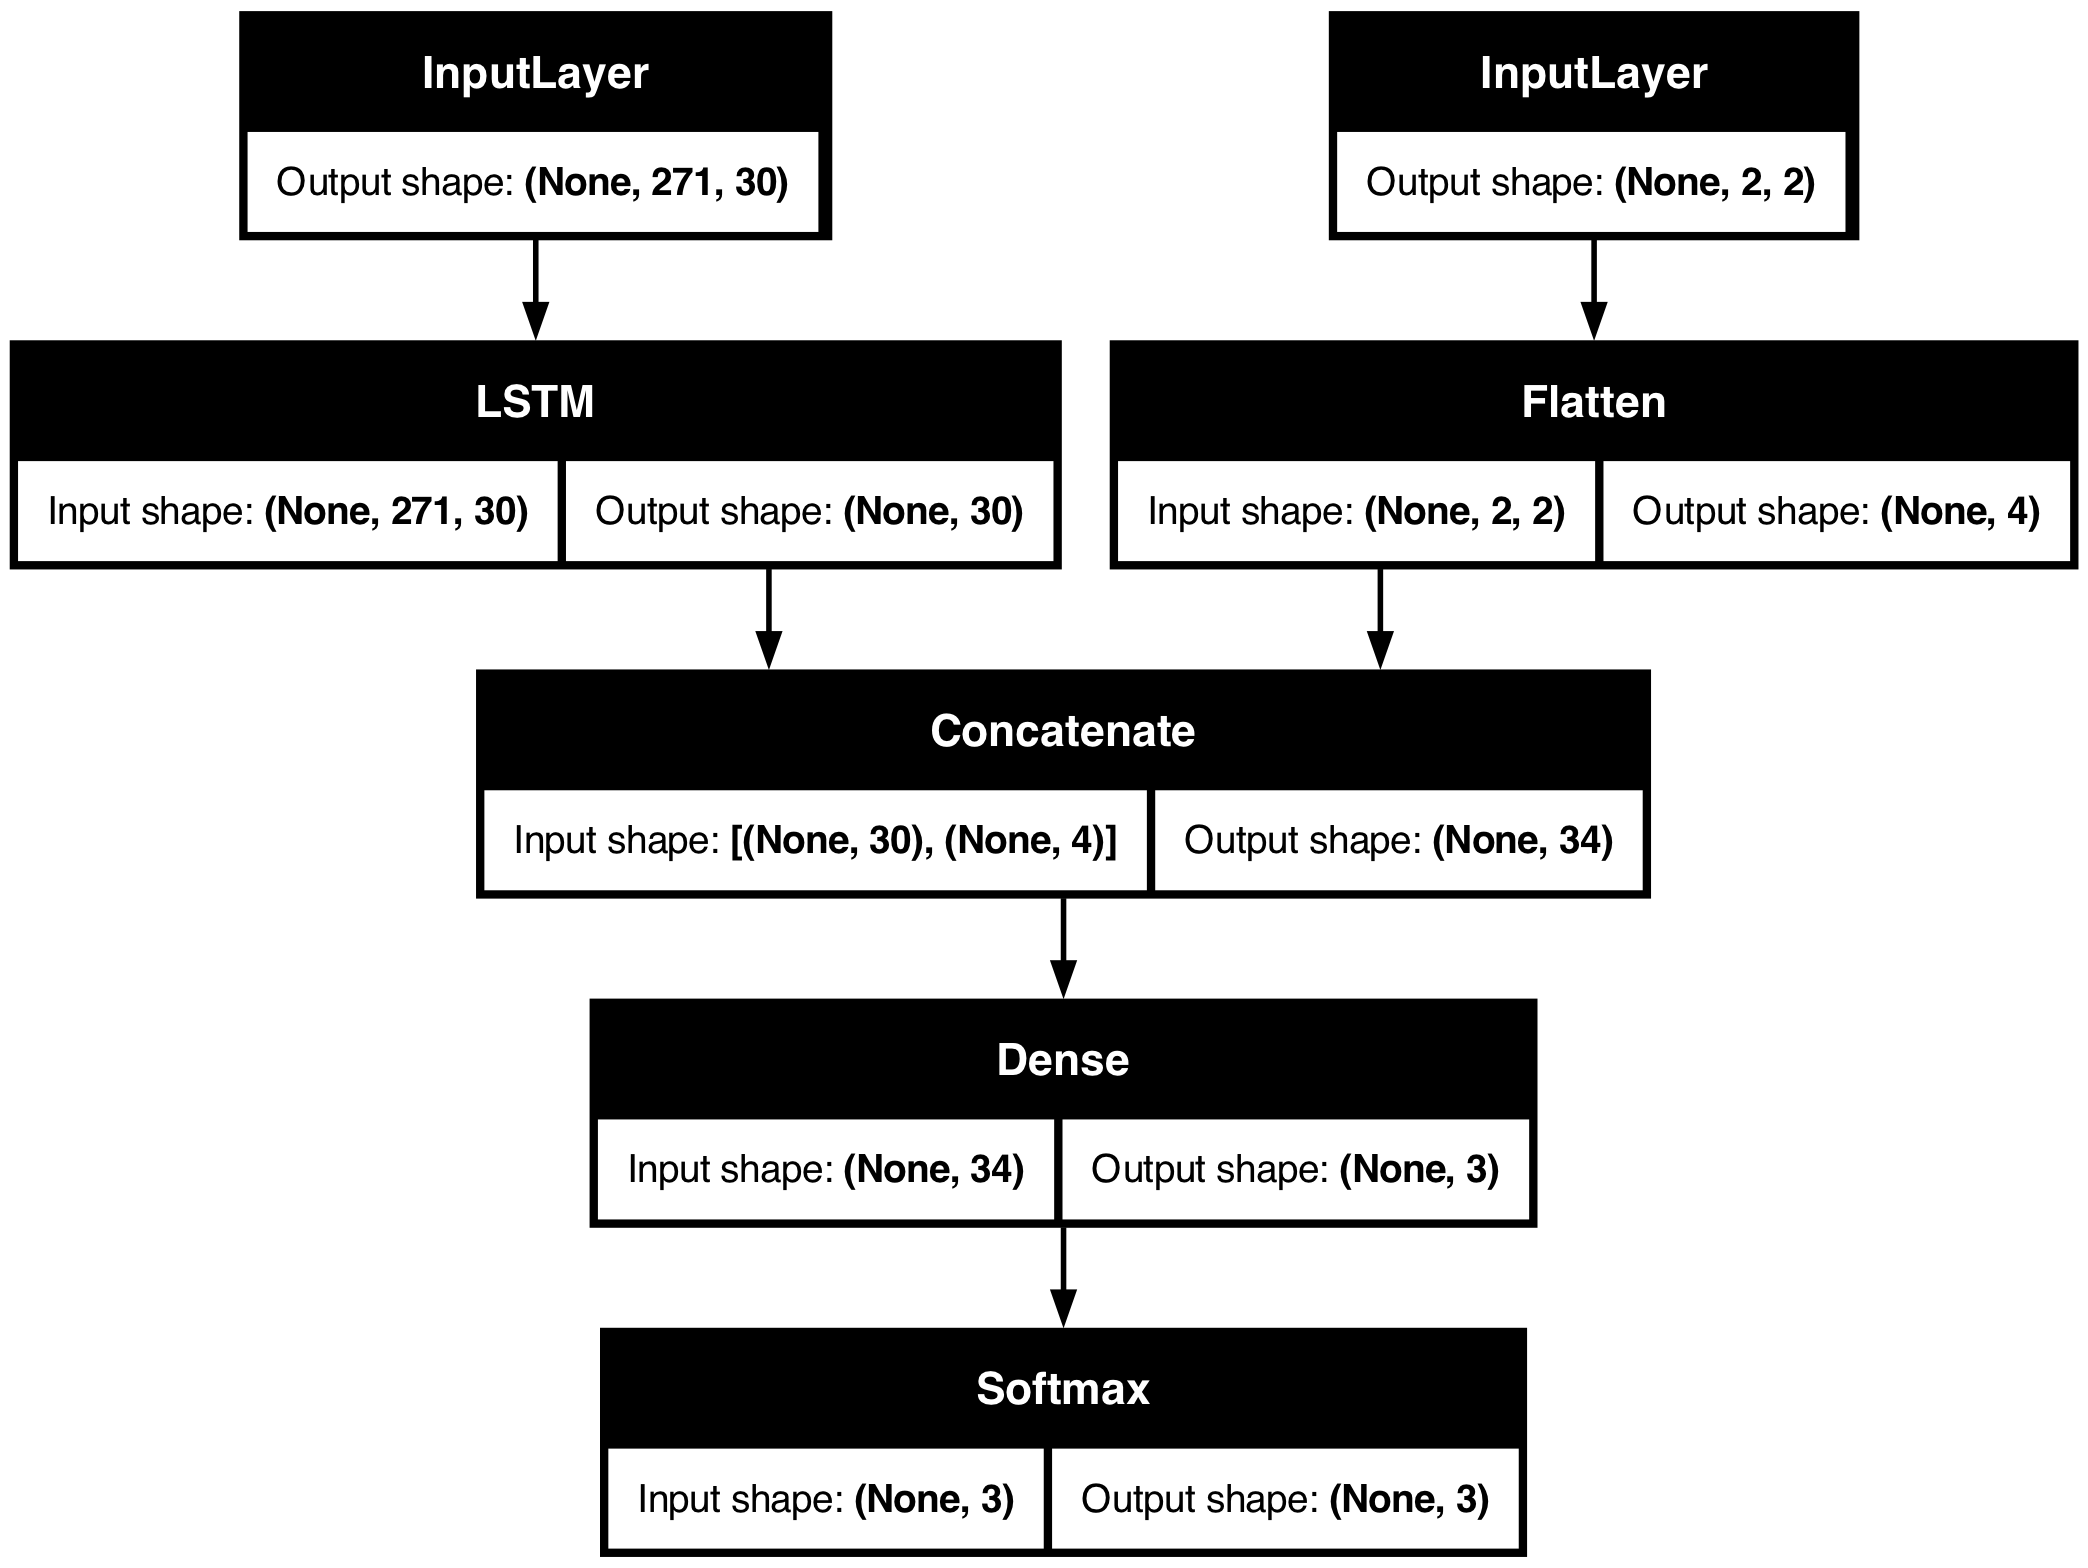 InputLayer
Output shape: (None, 271, 30)
InputLayer
Output shape: (None, 2, 2)
LSTM
Input shape: (None, 271, 30)
Output shape: (None, 30)
Flatten
Input shape: (None, 2, 2)
Output shape: (None, 4)
Concatenate
Input shape: [(None, 30), (None, 4)]
Output shape: (None, 34)
Dense
Input shape: (None, 34)
Output shape: (None, 3)
Softmax
Input shape: (None, 3)
Output shape: (None, 3)